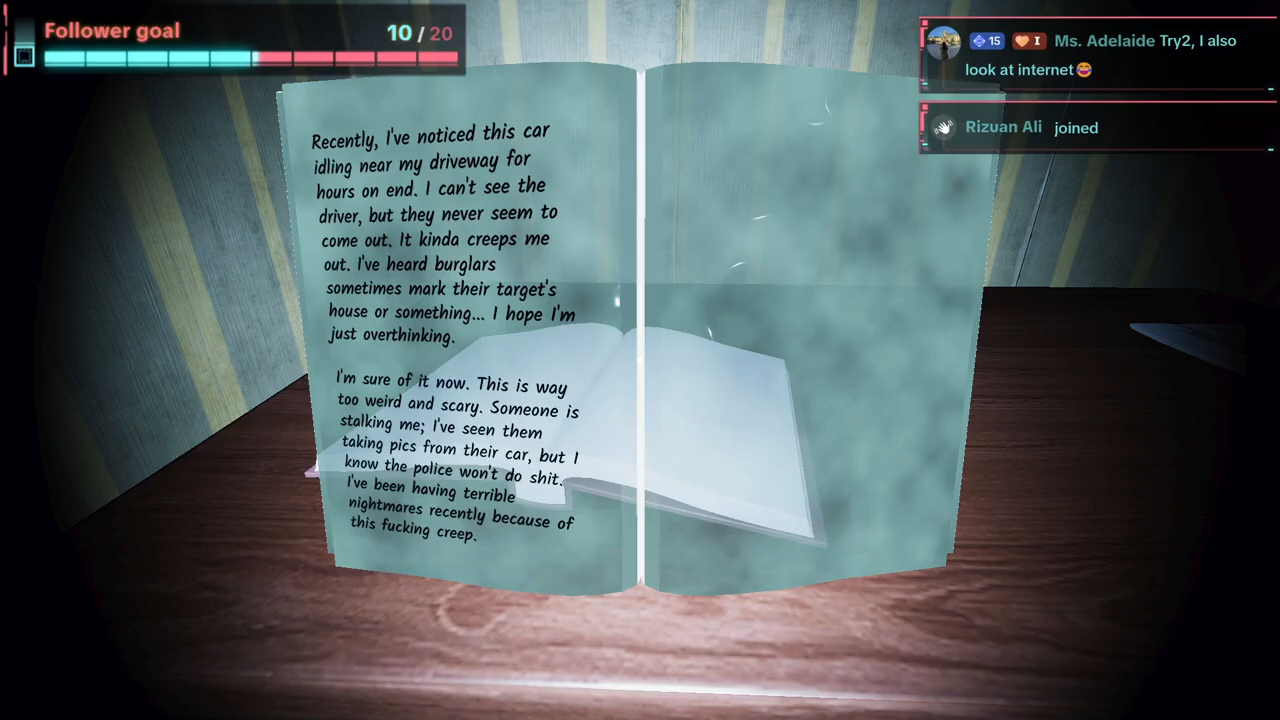 Follower goal
10 / 20
15 I Ms. Adelaide Try2, I also
look at internet😂
Rizuan Ali joined
Recently, I've noticed this car
idling near my driveway for
hours on end. I can't see the
driver, but they never seem to
come out. It kinda creeps me
out. I've heard burglars
sometimes mark their target's
house or something... I hope I'm
just overthinking.
I'm sure of it now. This is way
too weird and scary. Someone is
stalking me; I've seen them
taking pics from their car, but I
know the police won't do shit.
I've been having terrible
nightmares recently because of
this fucking creep.